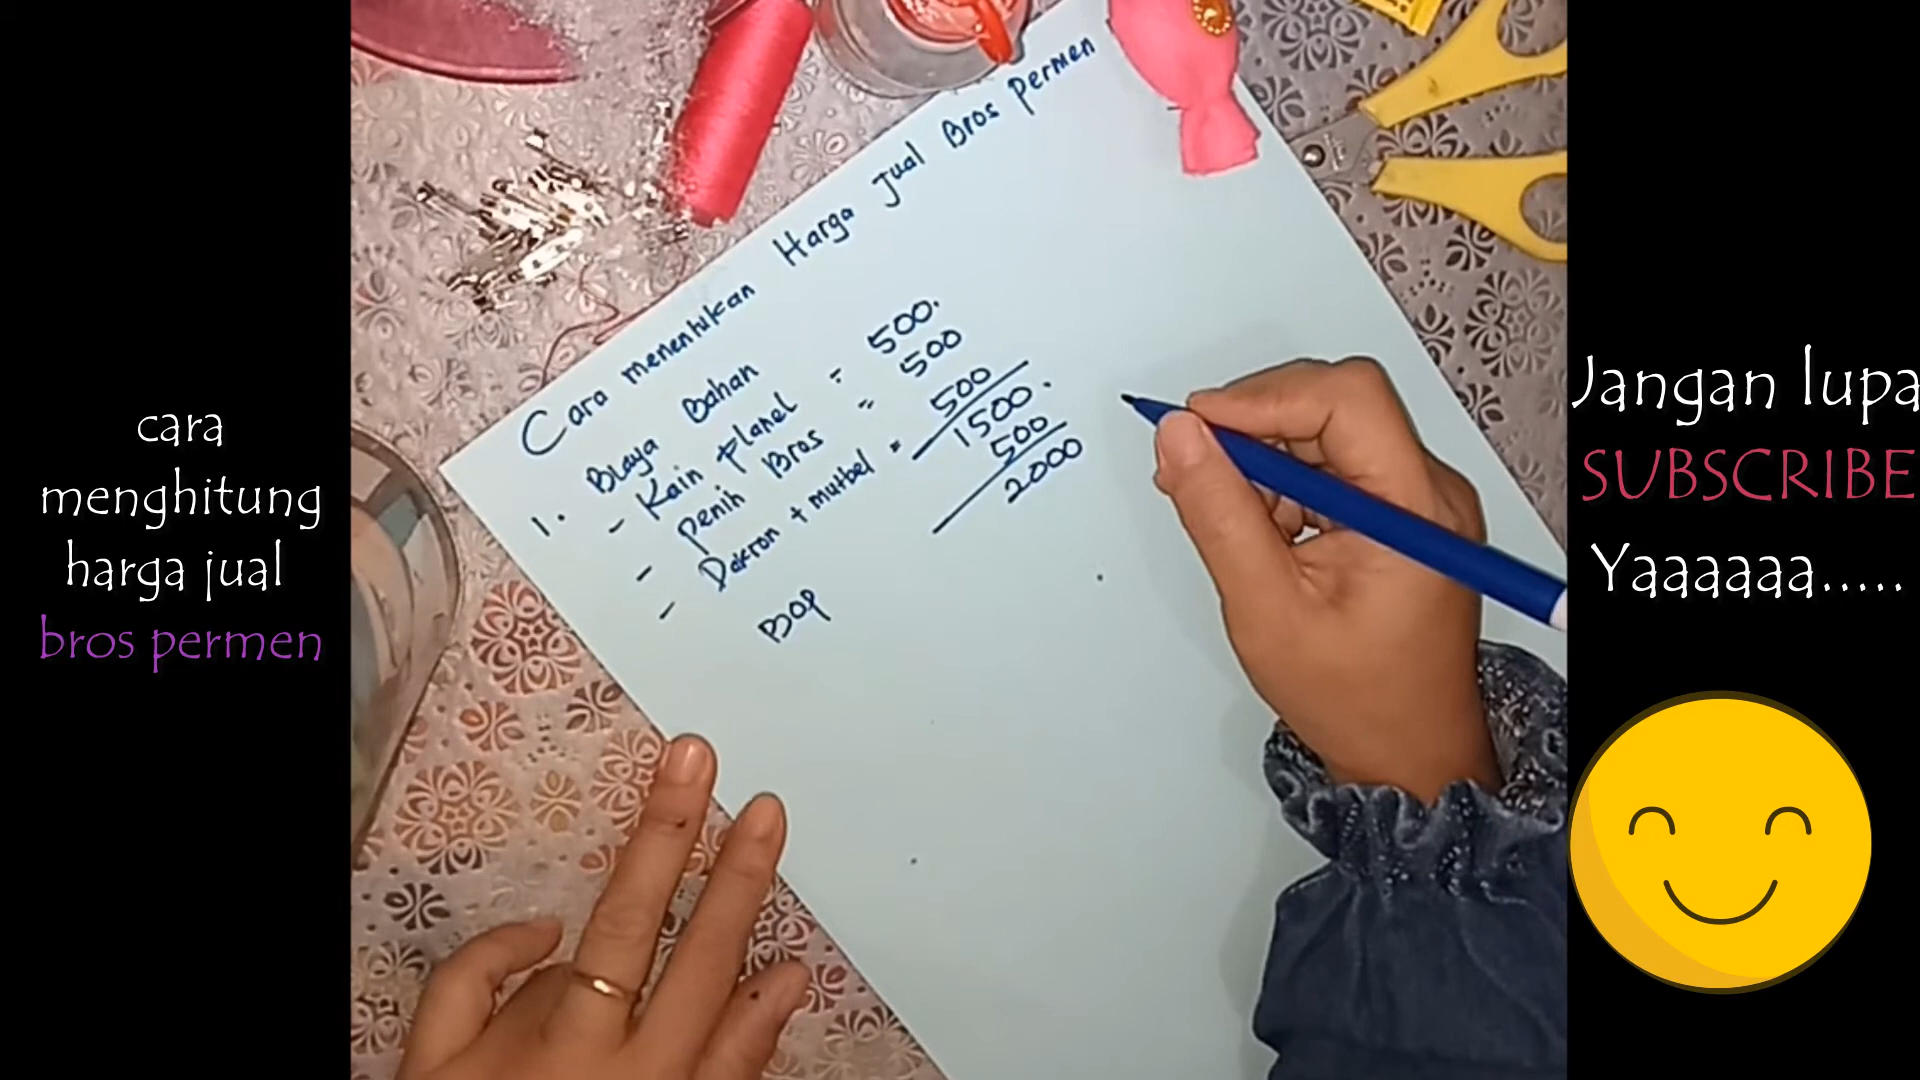 cara
menghitung
harga jual
bros permen
Cara menentukan Harga jual Bros permen
1. Biaya Bahan
- Kain flanel : 500.
- peniti Bros = 500
- Dakron + mutbel = 500
1500.
BOP 500
2000
Jangan lupa
SUBSCRIBE
Yaaaaaa.....